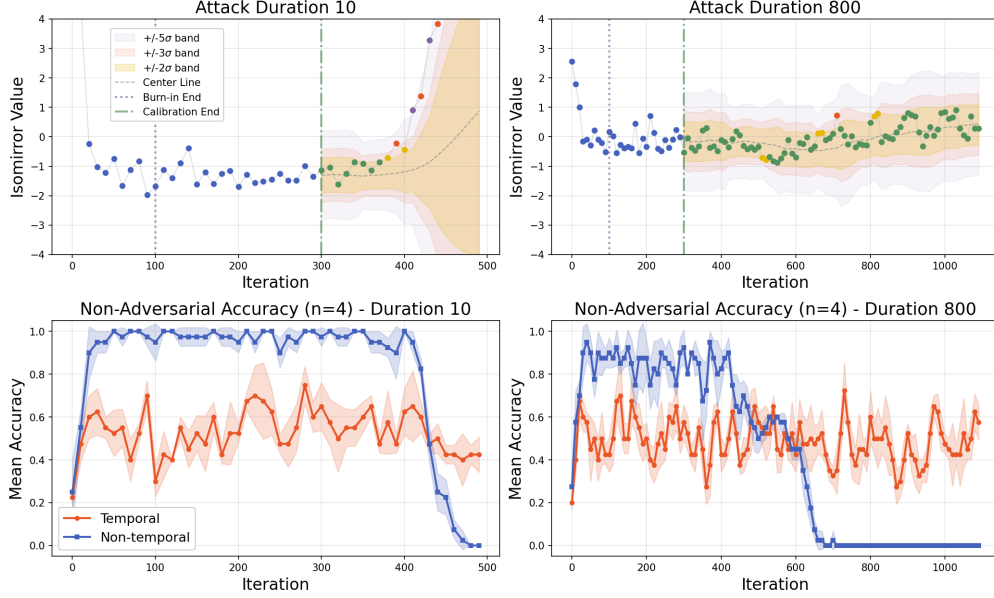 Attack Duration 10
Isomirror Value
4
3
2
1
0
−1
−2
−3
−4
+/-5σ band
+/-3σ band
+/-2σ band
Center Line
Burn-in End
Calibration End
0 100 200 300 400 500
Iteration
Attack Duration 800
Isomirror Value
4
3
2
1
0
−1
−2
−3
−4
0 200 400 600 800 1000
Iteration
Non-Adversarial Accuracy (n=4) - Duration 10
Mean Accuracy
1.0
0.8
0.6
0.4
0.2
0.0
Temporal
Non-temporal
0 100 200 300 400 500
Iteration
Non-Adversarial Accuracy (n=4) - Duration 800
Mean Accuracy
1.0
0.8
0.6
0.4
0.2
0.0
0 200 400 600 800 1000
Iteration